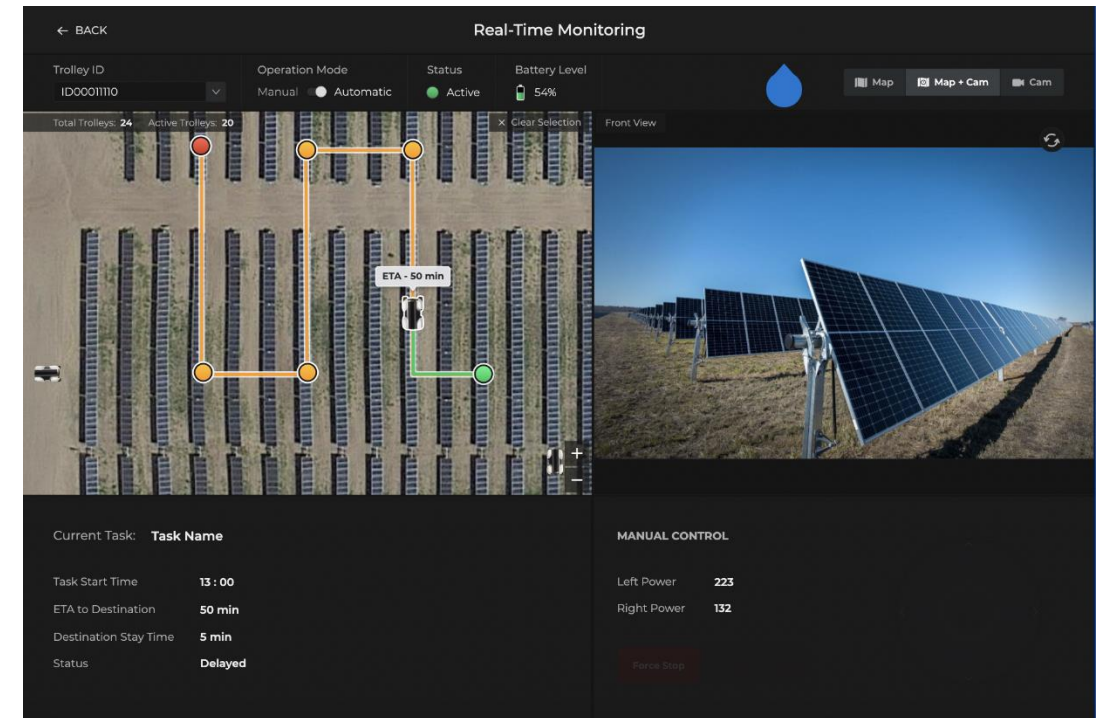 ← BACK
Real-Time Monitoring
Trolley ID
ID00011110
Operation Mode
Manual Automatic
Status
Active
Battery Level
54%
Map
Map + Cam
Cam
Total Trolleys: 24 Active Trolleys: 20
× Clear Selection
ETA - 50 min
+
−
Front View
Current Task: Task Name
Task Start Time 13 : 00
ETA to Destination 50 min
Destination Stay Time 5 min
Status Delayed
MANUAL CONTROL
Left Power 223
Right Power 132
Force Stop